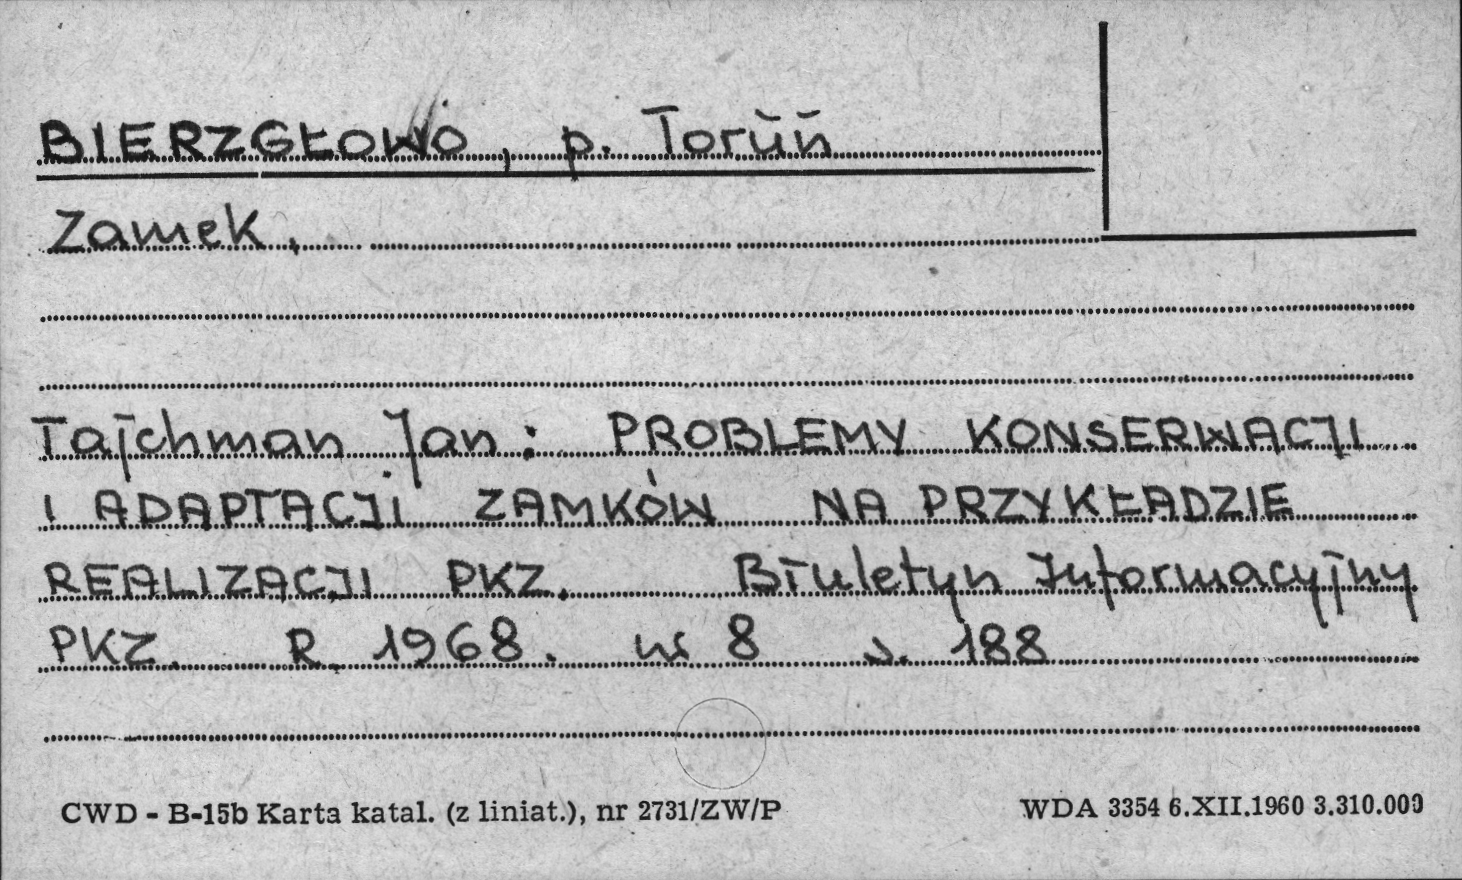 BIERZGŁOWO, p. Toruń
Zamek,
Tajchman Jan: PROBLEMY KONSERWACJI
I ADAPTACJI ZAMKÓW NA PRZYKŁADZIE
REALIZACJI PKZ. Biuletyn Informacyjny
PKZ. R. 1968. nr 8 s. 188
CWD - B-15b Karta katal. (z liniat.), nr 2731/ZW/P
WDA 3354 6.XII.1960 3.310.000